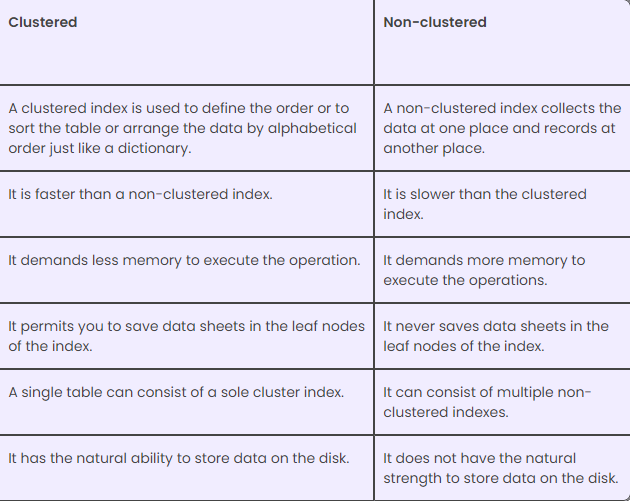 Clustered
Non-clustered
A clustered index is used to define the order or to
sort the table or arrange the data by alphabetical
order just like a dictionary.
A non-clustered index collects the
data at one place and records at
another place.
It is faster than a non-clustered index.
It is slower than the clustered
index.
It demands less memory to execute the operation.
It demands more memory to
execute the operations.
It permits you to save data sheets in the leaf nodes
of the index.
It never saves data sheets in the
leaf nodes of the index.
A single table can consist of a sole cluster index.
It can consist of multiple non-
clustered indexes.
It has the natural ability to store data on the disk.
It does not have the natural
strength to store data on the disk.